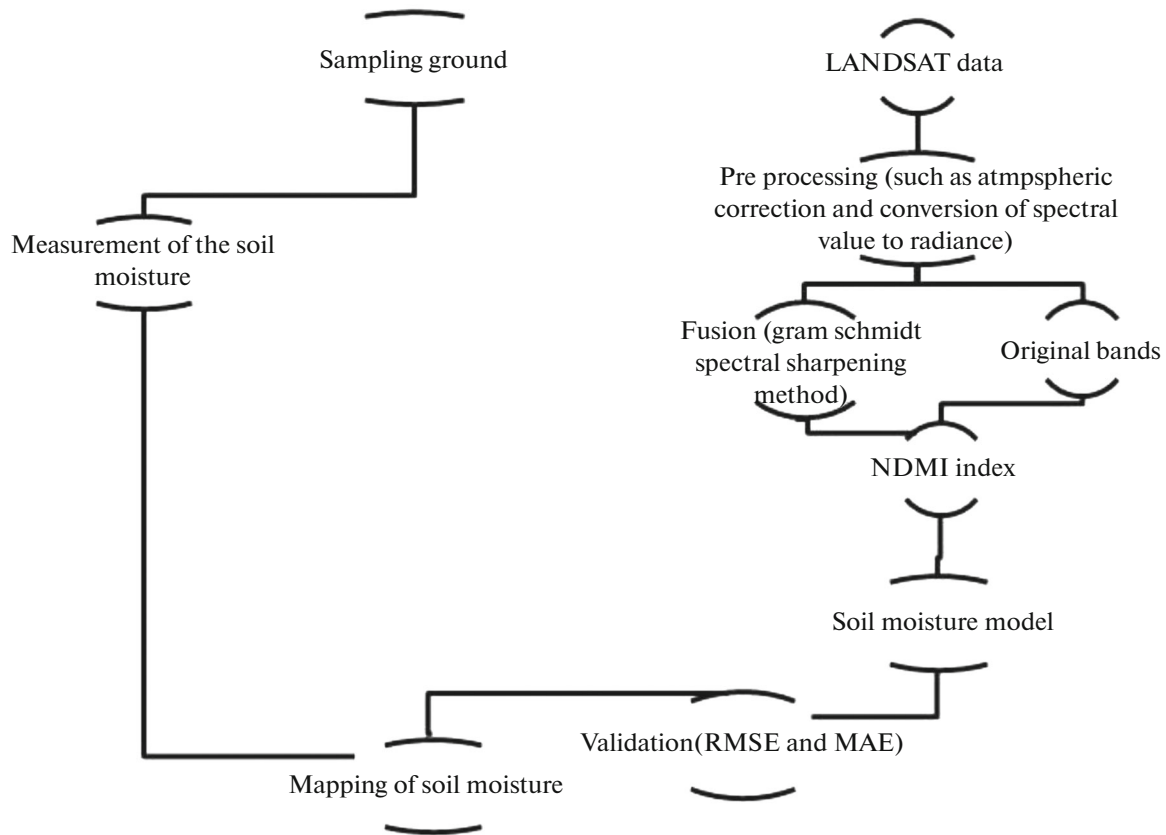 Sampling ground
LANDSAT data
Pre processing (such as atmpspheric
correction and conversion of spectral
value to radiance)
Measurement of the soil
moisture
Fusion (gram schmidt
spectral sharpening
method)
Original bands
NDMI index
Soil moisture model
Validation(RMSE and MAE)
Mapping of soil moisture